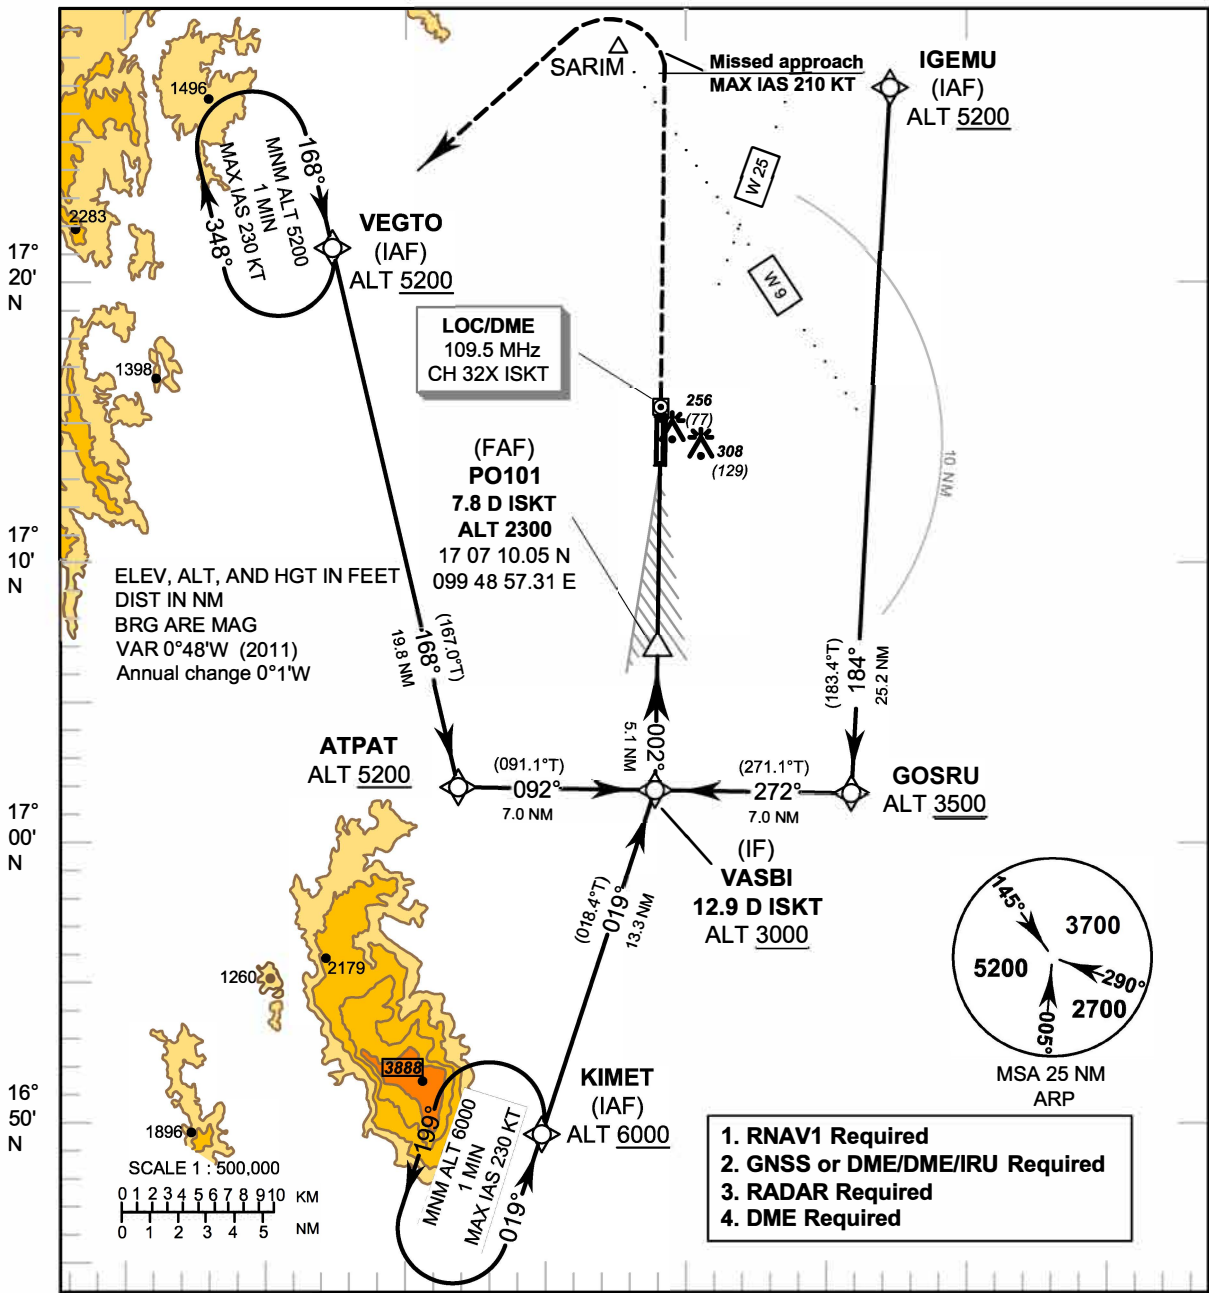 SARIM
Missed approach
MAX IAS 210 KT
IGEMU
(IAF)
ALT 5200
1496
168°
MNM ALT 5200
1 MIN
MAX IAS 230 KT
348°
2283
VEGTO
(IAF)
ALT 5200
W 25
W 9
17°
20'
N
LOC/DME
109.5 MHz
CH 32X ISKT
1398
256
(77)
308
(129)
10 NM
(FAF)
PO101
7.8 D ISKT
ALT 2300
17 07 10.05 N
099 48 57.31 E
17°
10'
N
ELEV, ALT, AND HGT IN FEET
DIST IN NM
BRG ARE MAG
VAR 0°48'W (2011)
Annual change 0°1'W
(167.0°T)
168°
19.8 NM
(183.4°T)
184°
25.2 NM
002°
5.1 NM
ATPAT
ALT 5200
(091.1°T)
092°
7.0 NM
(271.1°T)
272°
7.0 NM
GOSRU
ALT 3500
17°
00'
N
(IF)
VASBI
12.9 D ISKT
ALT 3000
(018.4°T)
019°
13.3 NM
145°
3700
5200
290°
2700
005°
MSA 25 NM
ARP
1260
2179
3888
KIMET
(IAF)
ALT 6000
199°
MNM ALT 6000
1 MIN
MAX IAS 230 KT
019°
16°
50'
N
1896
SCALE 1 : 500,000
0 1 2 3 4 5 6 7 8 9 10 KM
0 1 2 3 4 5 NM
1. RNAV1 Required
2. GNSS or DME/DME/IRU Required
3. RADAR Required
4. DME Required